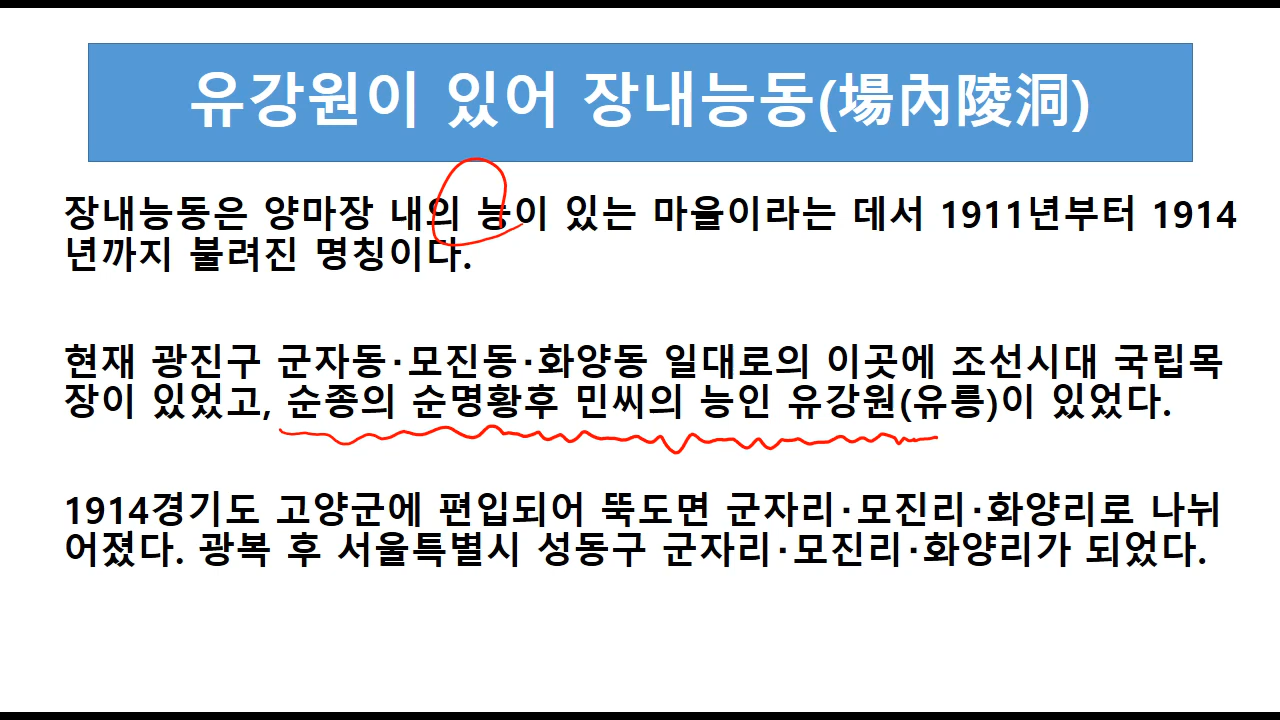 유강원이 있어 장내능동(場內陵洞)
장내능동은 양마장 내의 능이 있는 마을이라는 데서 1911년부터 1914
년까지 불려진 명칭이다.
현재 광진구 군자동·모진동·화양동 일대로의 이곳에 조선시대 국립목
장이 있었고, 순종의 순명황후 민씨의 능인 유강원(유릉)이 있었다.
1914경기도 고양군에 편입되어 뚝도면 군자리·모진리·화양리로 나뉘
어졌다. 광복 후 서울특별시 성동구 군자리·모진리·화양리가 되었다.